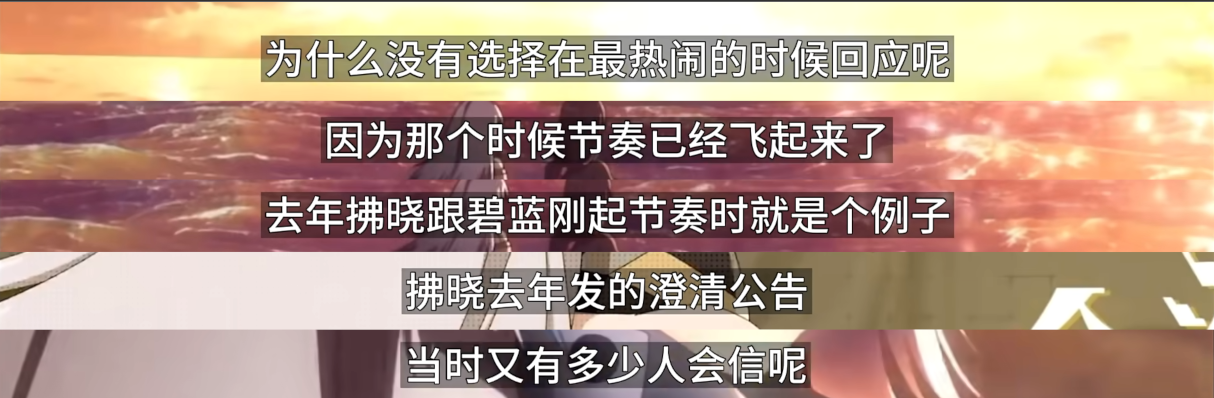 为什么没有选择在最热闹的时候回应呢
因为那个时候节奏已经飞起来了
去年拂晓跟碧蓝刚起节奏时就是个例子
拂晓去年发的澄清公告
当时又有多少人会信呢